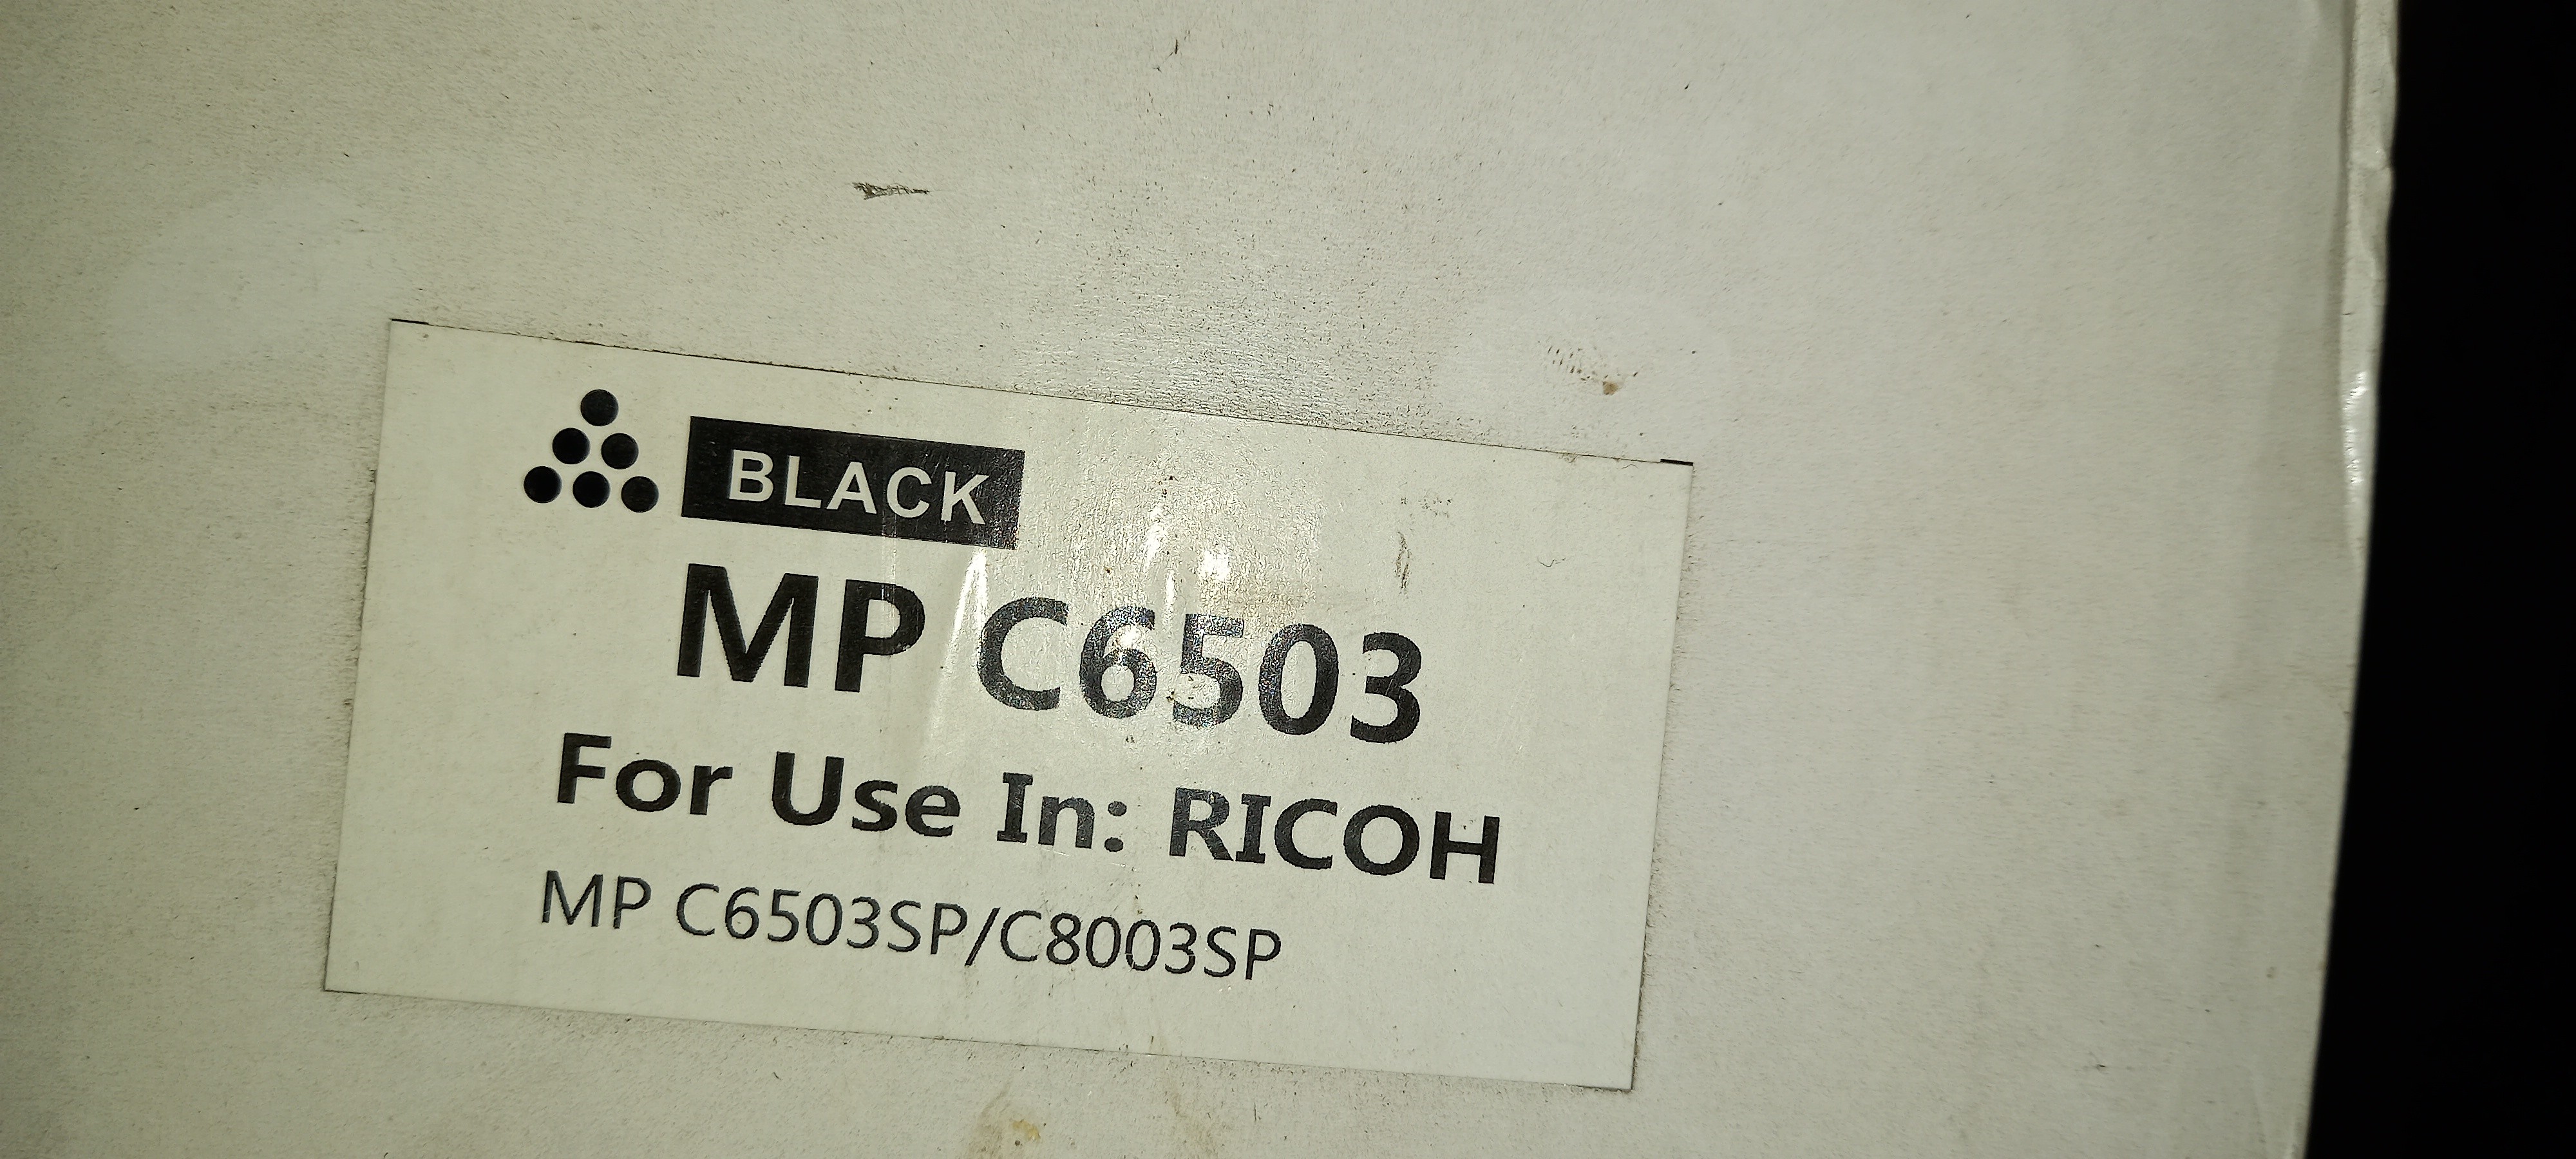 BLACK
MP C6503
For Use In: RICOH
MP C6503SP/C8003SP